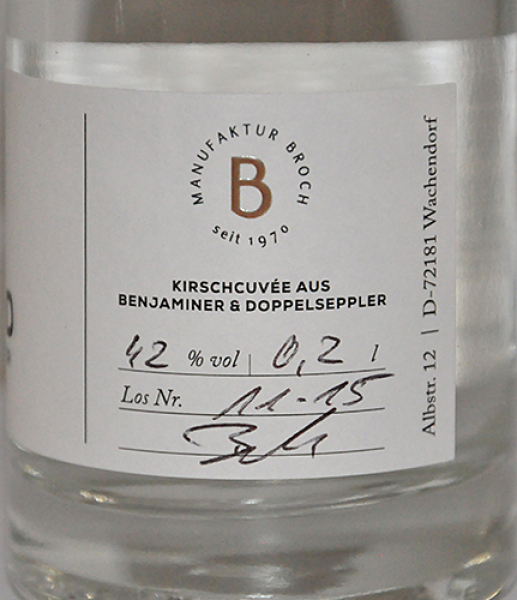 MANUFAKTUR BROCH
B
seit 1970
KIRSCHCUVÉE AUS
BENJAMINER & DOPPELSEPPLER
42 % vol | 0,2 l
Los Nr. 11-15
Albstr. 12 | D-72181 Wachendorf